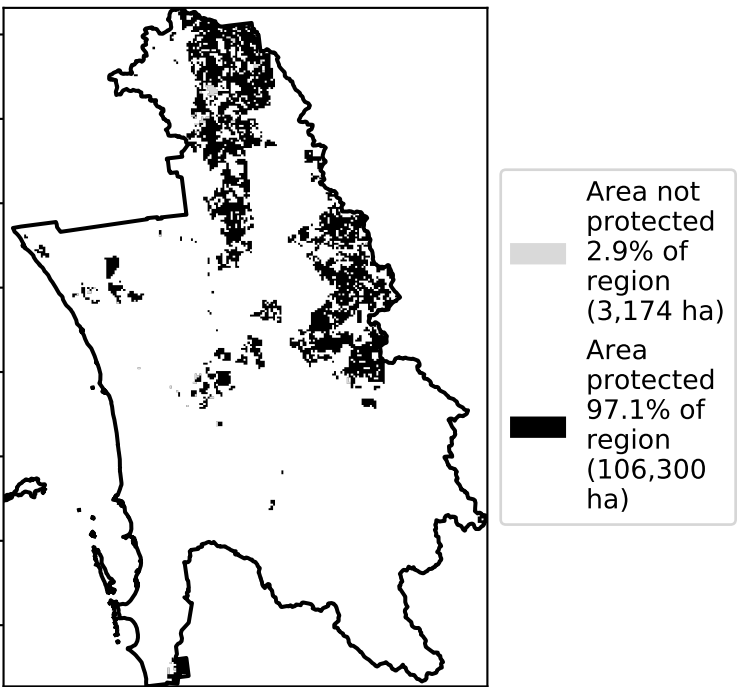 Area not
protected
2.9% of
region
(3,174 ha)
Area
protected
97.1% of
region
(106,300
ha)